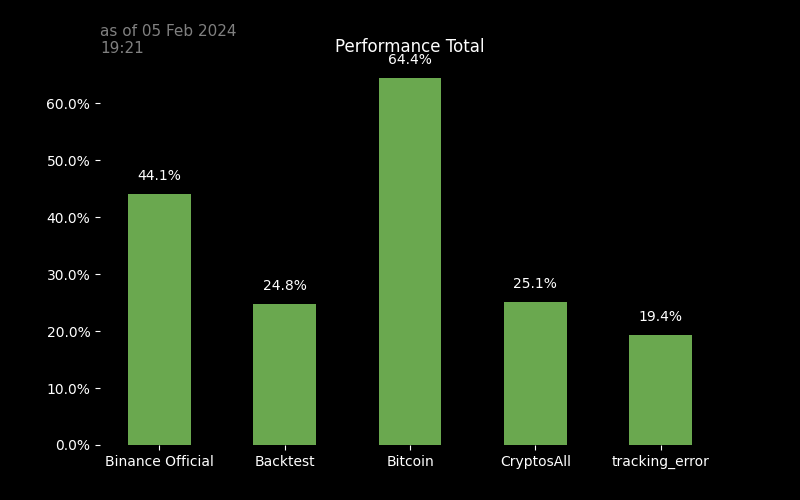 as of 05 Feb 2024
19:21
Performance Total
64.4%
60.0%
50.0%
44.1%
40.0%
30.0%
24.8%
25.1%
20.0%
19.4%
10.0%
0.0%
Binance Official
Backtest
Bitcoin
CryptosAll
tracking_error